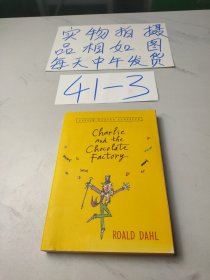 实物拍摄
品相如图
每天中午发货
41-3
Charlie
and the
Chocolate
Factory
ROALD DAHL